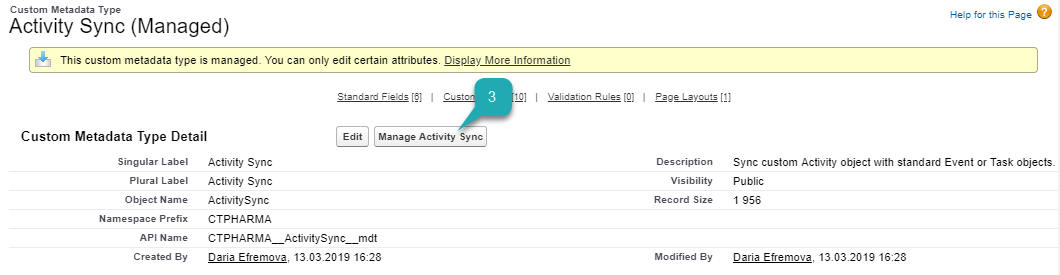 Custom Metadata Type
Activity Sync (Managed)
Help for this Page ?
This custom metadata type is managed. You can only edit certain attributes. Display More Information
Standard Fields [6] | Custom [10] | Validation Rules [0] | Page Layouts [1]
3
Custom Metadata Type Detail Edit Manage Activity Sync
Singular Label Activity Sync Description Sync custom Activity object with standard Event or Task objects.
Plural Label Activity Sync Visibility Public
Object Name ActivitySync Record Size 1 956
Namespace Prefix CTPHARMA
API Name CTPHARMA__ActivitySync__mdt
Created By Daria Efremova, 13.03.2019 16:28 Modified By Daria Efremova, 13.03.2019 16:28